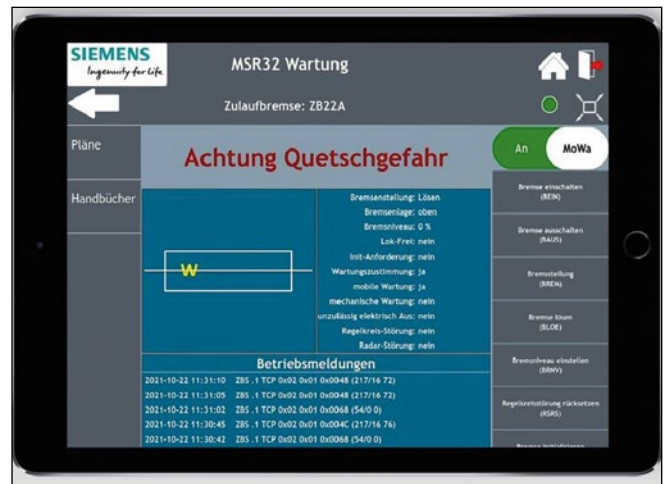 SIEMENS
Ingenuity for Life
MSR32 Wartung
Zulaufbremse: ZB22A
Pläne
Handbücher
Achtung Quetschgefahr
An MoWa
W
Bremsenstellung: Lösen
Bremsenlage: oben
Bremsniveau: 0 %
Lok-Frei: nein
Init-Anforderung: nein
Wartungszustimmung: ja
mobile Wartung: ja
mechanische Wartung: nein
unzulässig elektrisch Aus: nein
Regelkreis-Störung: nein
Radar-Störung: nein
Betriebsmeldungen
2021-10-22 11:31:10 ZBS .1 TCP 0x02 0x01 0x0048 (217/16 72)
2021-10-22 11:31:05 ZBS .1 TCP 0x02 0x01 0x0048 (217/16 72)
2021-10-22 11:31:02 ZBS .1 TCP 0x02 0x01 0x0068 (54/0 0)
2021-10-22 11:30:45 ZBS .1 TCP 0x02 0x01 0x004C (217/16 76)
2021-10-22 11:30:42 ZBS .1 TCP 0x02 0x01 0x0068 (54/0 0)
Bremse einschalten
(BEIN)
Bremse ausschalten
(BAUS)
Bremsstellung
(BREM)
Bremse lösen
(BLOE)
Bremsniveau einstellen
(BRNV)
Regelkreisstörung rücksetzen
(RSRS)
Bremsen initialisieren